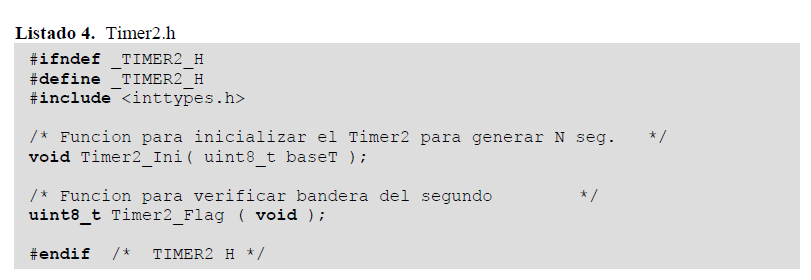 Listado 4. Timer2.h
#ifndef _TIMER2_H
#define _TIMER2_H
#include <inttypes.h>
/* Funcion para inicializar el Timer2 para generar N seg. */
void Timer2_Ini( uint8_t baseT );
/* Funcion para verificar bandera del segundo */
uint8_t Timer2_Flag ( void );
#endif /* TIMER2 H */